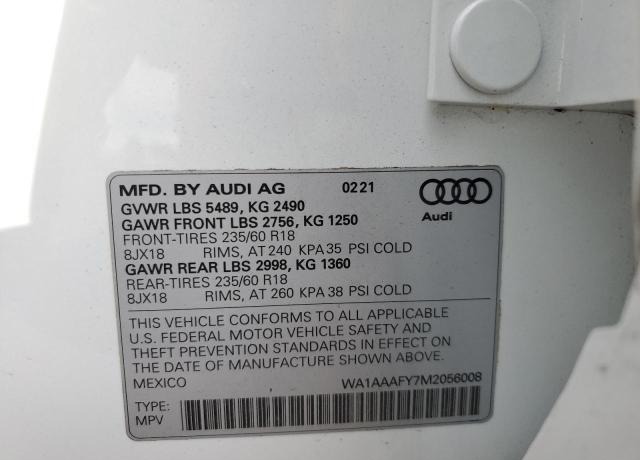 MFD. BY AUDI AG 0221
GVWR LBS 5489, KG 2490
GAWR FRONT LBS 2756, KG 1250
FRONT-TIRES 235/60 R18
8JX18 RIMS, AT 240 KPA 35 PSI COLD
GAWR REAR LBS 2998, KG 1360
REAR-TIRES 235/60 R18
8JX18 RIMS, AT 260 KPA 38 PSI COLD
Audi
THIS VEHICLE CONFORMS TO ALL APPLICABLE
U.S. FEDERAL MOTOR VEHICLE SAFETY AND
THEFT PREVENTION STANDARDS IN EFFECT ON
THE DATE OF MANUFACTURE SHOWN ABOVE.
MEXICO WA1AAAFY7M2056008
TYPE:
MPV